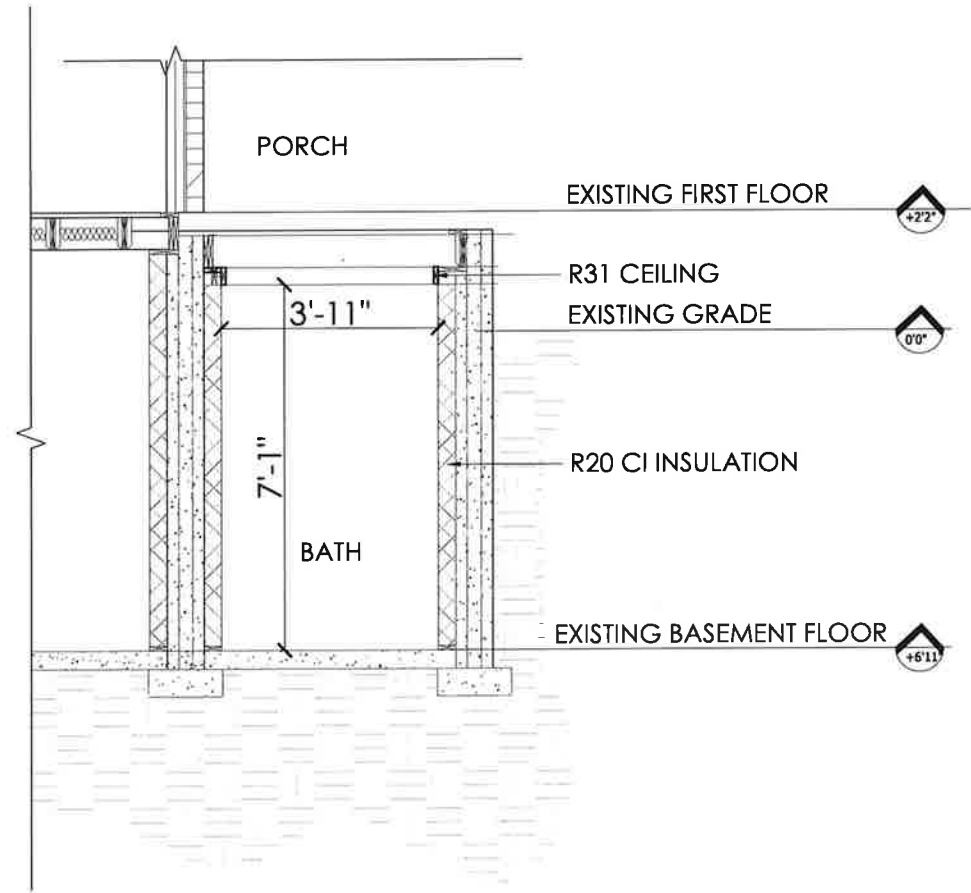 PORCH
EXISTING FIRST FLOOR
+2'2"
R31 CEILING
3'-11"
EXISTING GRADE
0'0"
7'-1"
R20 CI INSULATION
BATH
EXISTING BASEMENT FLOOR
+6'11